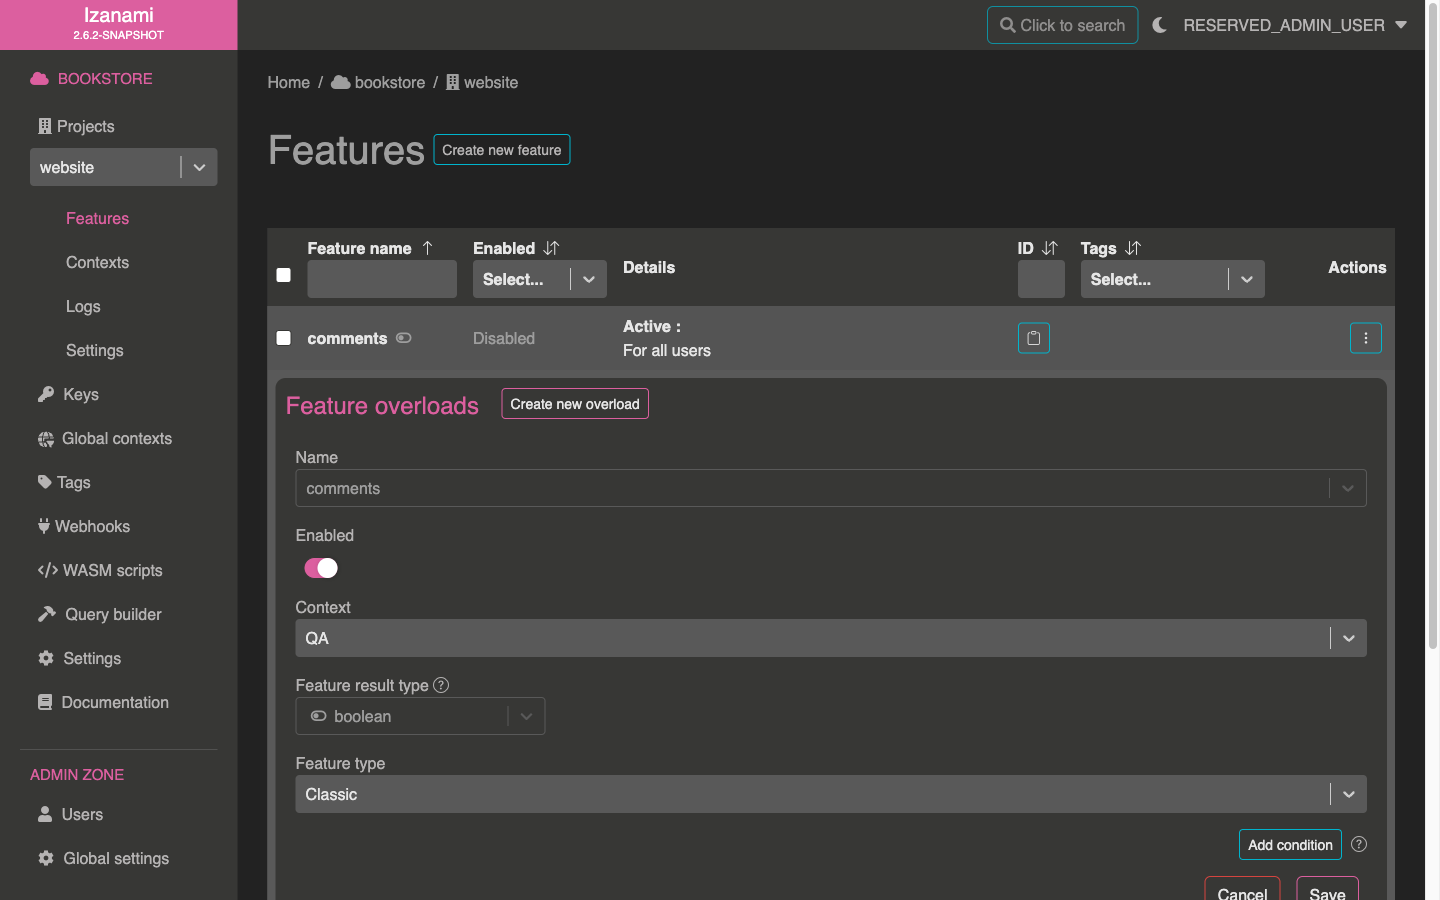 Izanami
2.6.2-SNAPSHOT
Click to search
RESERVED_ADMIN_USER
BOOKSTORE
Projects
website
Features
Contexts
Logs
Settings
Keys
Global contexts
Tags
Webhooks
WASM scripts
Query builder
Settings
Documentation
ADMIN ZONE
Users
Global settings
Home / bookstore / website
Features
Create new feature
Feature name
Enabled
Select...
Details
ID
Tags
Select...
Actions
comments
Disabled
Active :
For all users
Feature overloads
Create new overload
Name
comments
Enabled
Context
QA
Feature result type
boolean
Feature type
Classic
Add condition
Cancel
Save